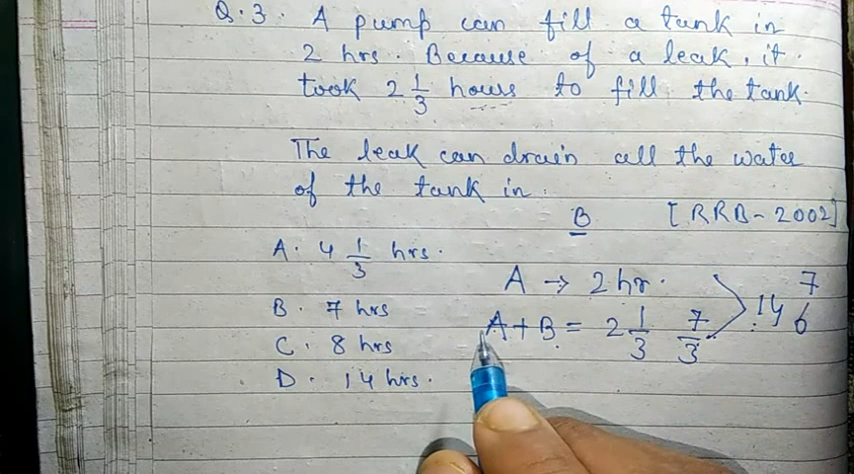 Q.3. A pump can fill a tank in
2 hrs. Because of a leak, it
took 2 1/3 hours to fill the tank.
The leak can drain all the water
of the tank in.
B [RRB-2002]
A. 4 1/3 hrs.
B. 7 hrs
C. 8 hrs
D. 14 hrs.
A → 2 hr. 7
A+B = 2 1/3 7/3 14 6